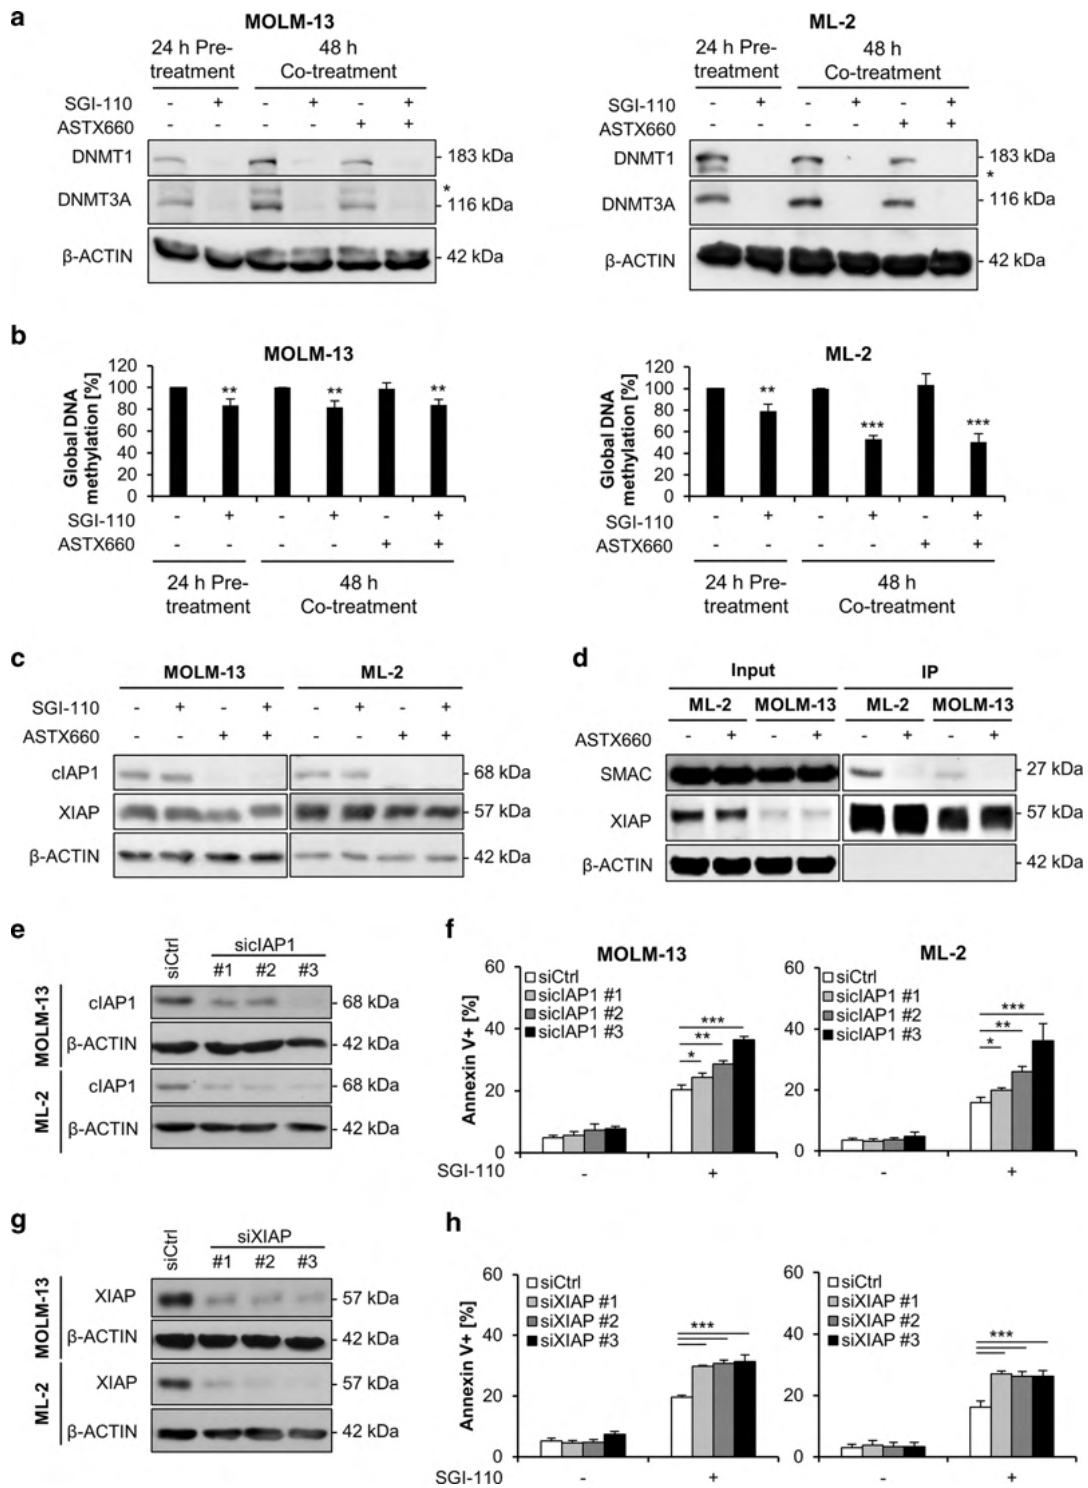 a
MOLM-13
24 h Pre-
treatment
48 h
Co-treatment
SGI-110 - + - + - +
ASTX660 - - - - + +
DNMT1 - 183 kDa
*
DNMT3A - 116 kDa
β-ACTIN - 42 kDa
ML-2
24 h Pre-
treatment
48 h
Co-treatment
SGI-110 - + - - - +
ASTX660 - - - - + +
DNMT1 - 183 kDa
*
DNMT3A - 116 kDa
β-ACTIN - 42 kDa
b
MOLM-13
Global DNA
methylation [%]
120
100
80
60
40
20
0
** ** **
SGI-110 - + - + - +
ASTX660 - - - - + +
24 h Pre-
treatment
48 h
Co-treatment
ML-2
Global DNA
methylation [%]
120
100
80
60
40
20
0
** *** ***
SGI-110 - + - + - +
ASTX660 - - - - + +
24 h Pre-
treatment
48 h
Co-treatment
c
MOLM-13 ML-2
SGI-110 - + - + - + - +
ASTX660 - - + + - - + +
cIAP1 - 68 kDa
XIAP - 57 kDa
β-ACTIN - 42 kDa
d
Input IP
ML-2 MOLM-13 ML-2 MOLM-13
ASTX660 - + - + - + - +
SMAC - 27 kDa
XIAP - 57 kDa
β-ACTIN - 42 kDa
e
siCtrl
sicIAP1
#1 #2 #3
MOLM-13
cIAP1 - 68 kDa
β-ACTIN - 42 kDa
ML-2
cIAP1 - 68 kDa
β-ACTIN - 42 kDa
f
MOLM-13
Annexin V+ [%]
60
40
20
0
siCtrl
sicIAP1 #1
sicIAP1 #2
sicIAP1 #3
***
**
*
SGI-110 - +
ML-2
60
40
20
0
siCtrl
sicIAP1 #1
sicIAP1 #2
sicIAP1 #3
***
**
*
- +
g
siCtrl
siXIAP
#1 #2 #3
MOLM-13
XIAP - 57 kDa
β-ACTIN - 42 kDa
ML-2
XIAP - 57 kDa
β-ACTIN - 42 kDa
h
Annexin V+ [%]
60
40
20
0
siCtrl
siXIAP #1
siXIAP #2
siXIAP #3
***
SGI-110 - +
60
40
20
0
siCtrl
siXIAP #1
siXIAP #2
siXIAP #3
***
- +